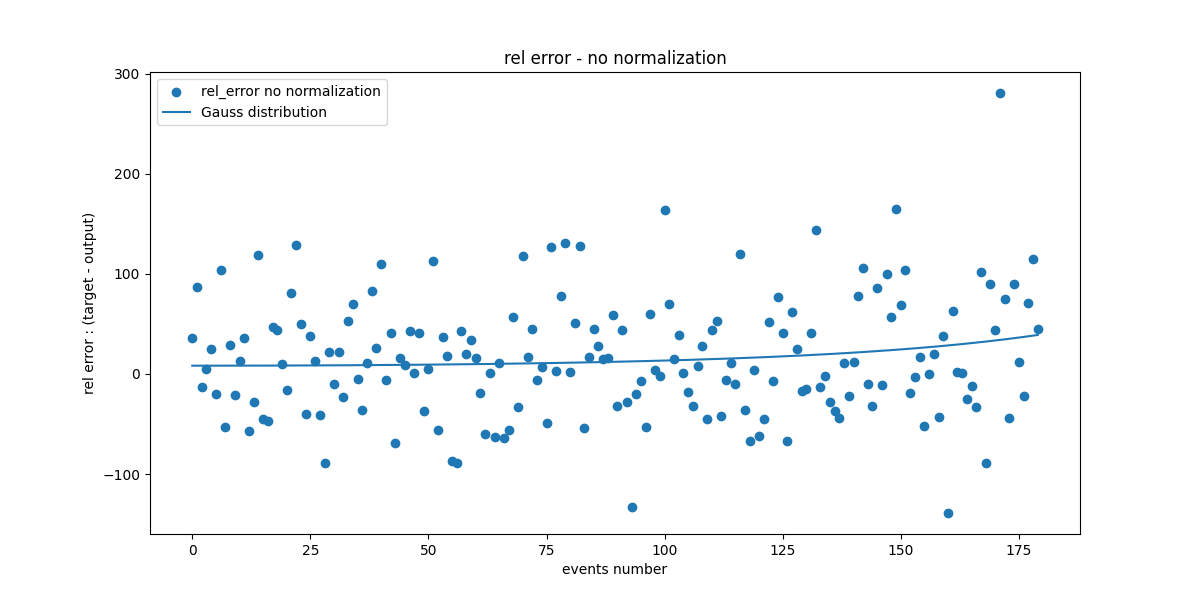 rel error - no normalization
rel_error no normalization
Gauss distribution
rel error : (target - output)
300
200
100
0
−100
0
25
50
75
100
125
150
175
events number